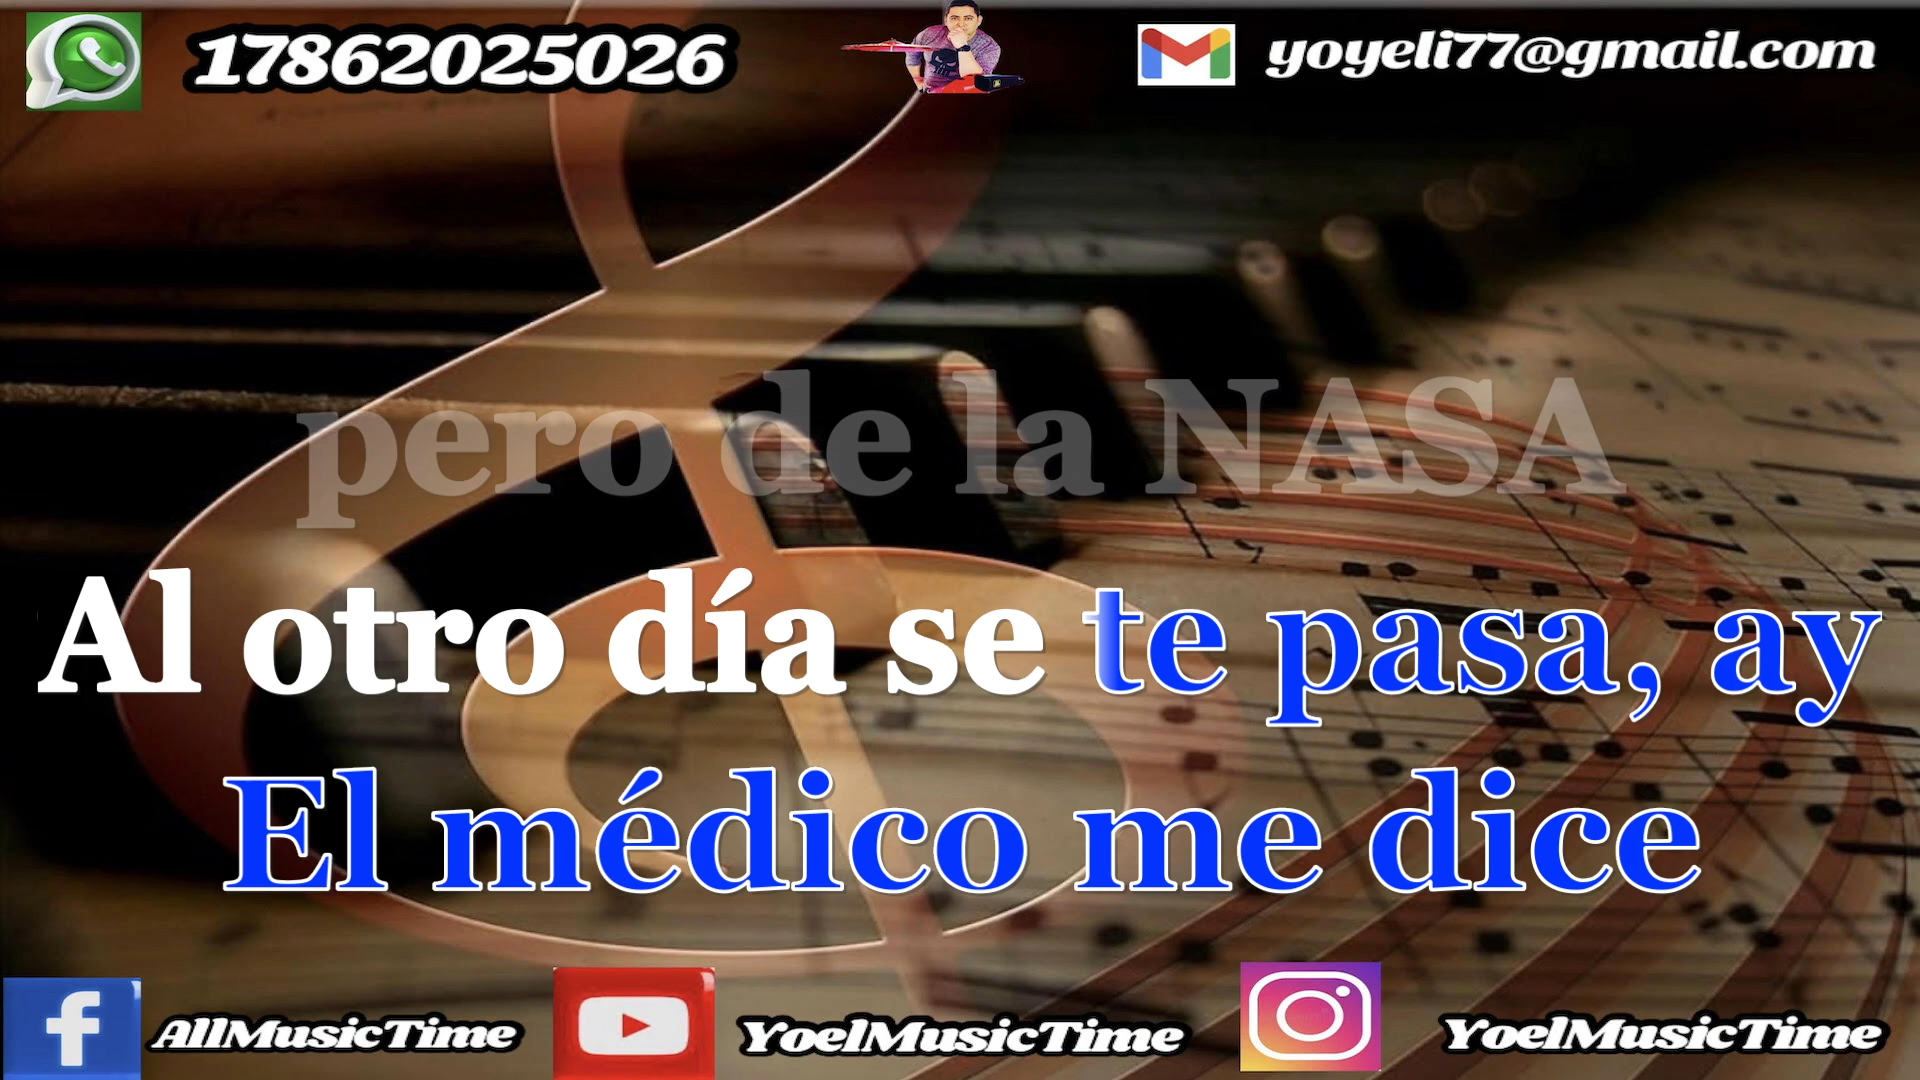 17862025026
yoyeli77@gmail.com
pero de la NASA
Al otro día se te pasa, ay
El médico me dice
AllMusicTime
YoelMusicTime
YoelMusicTime